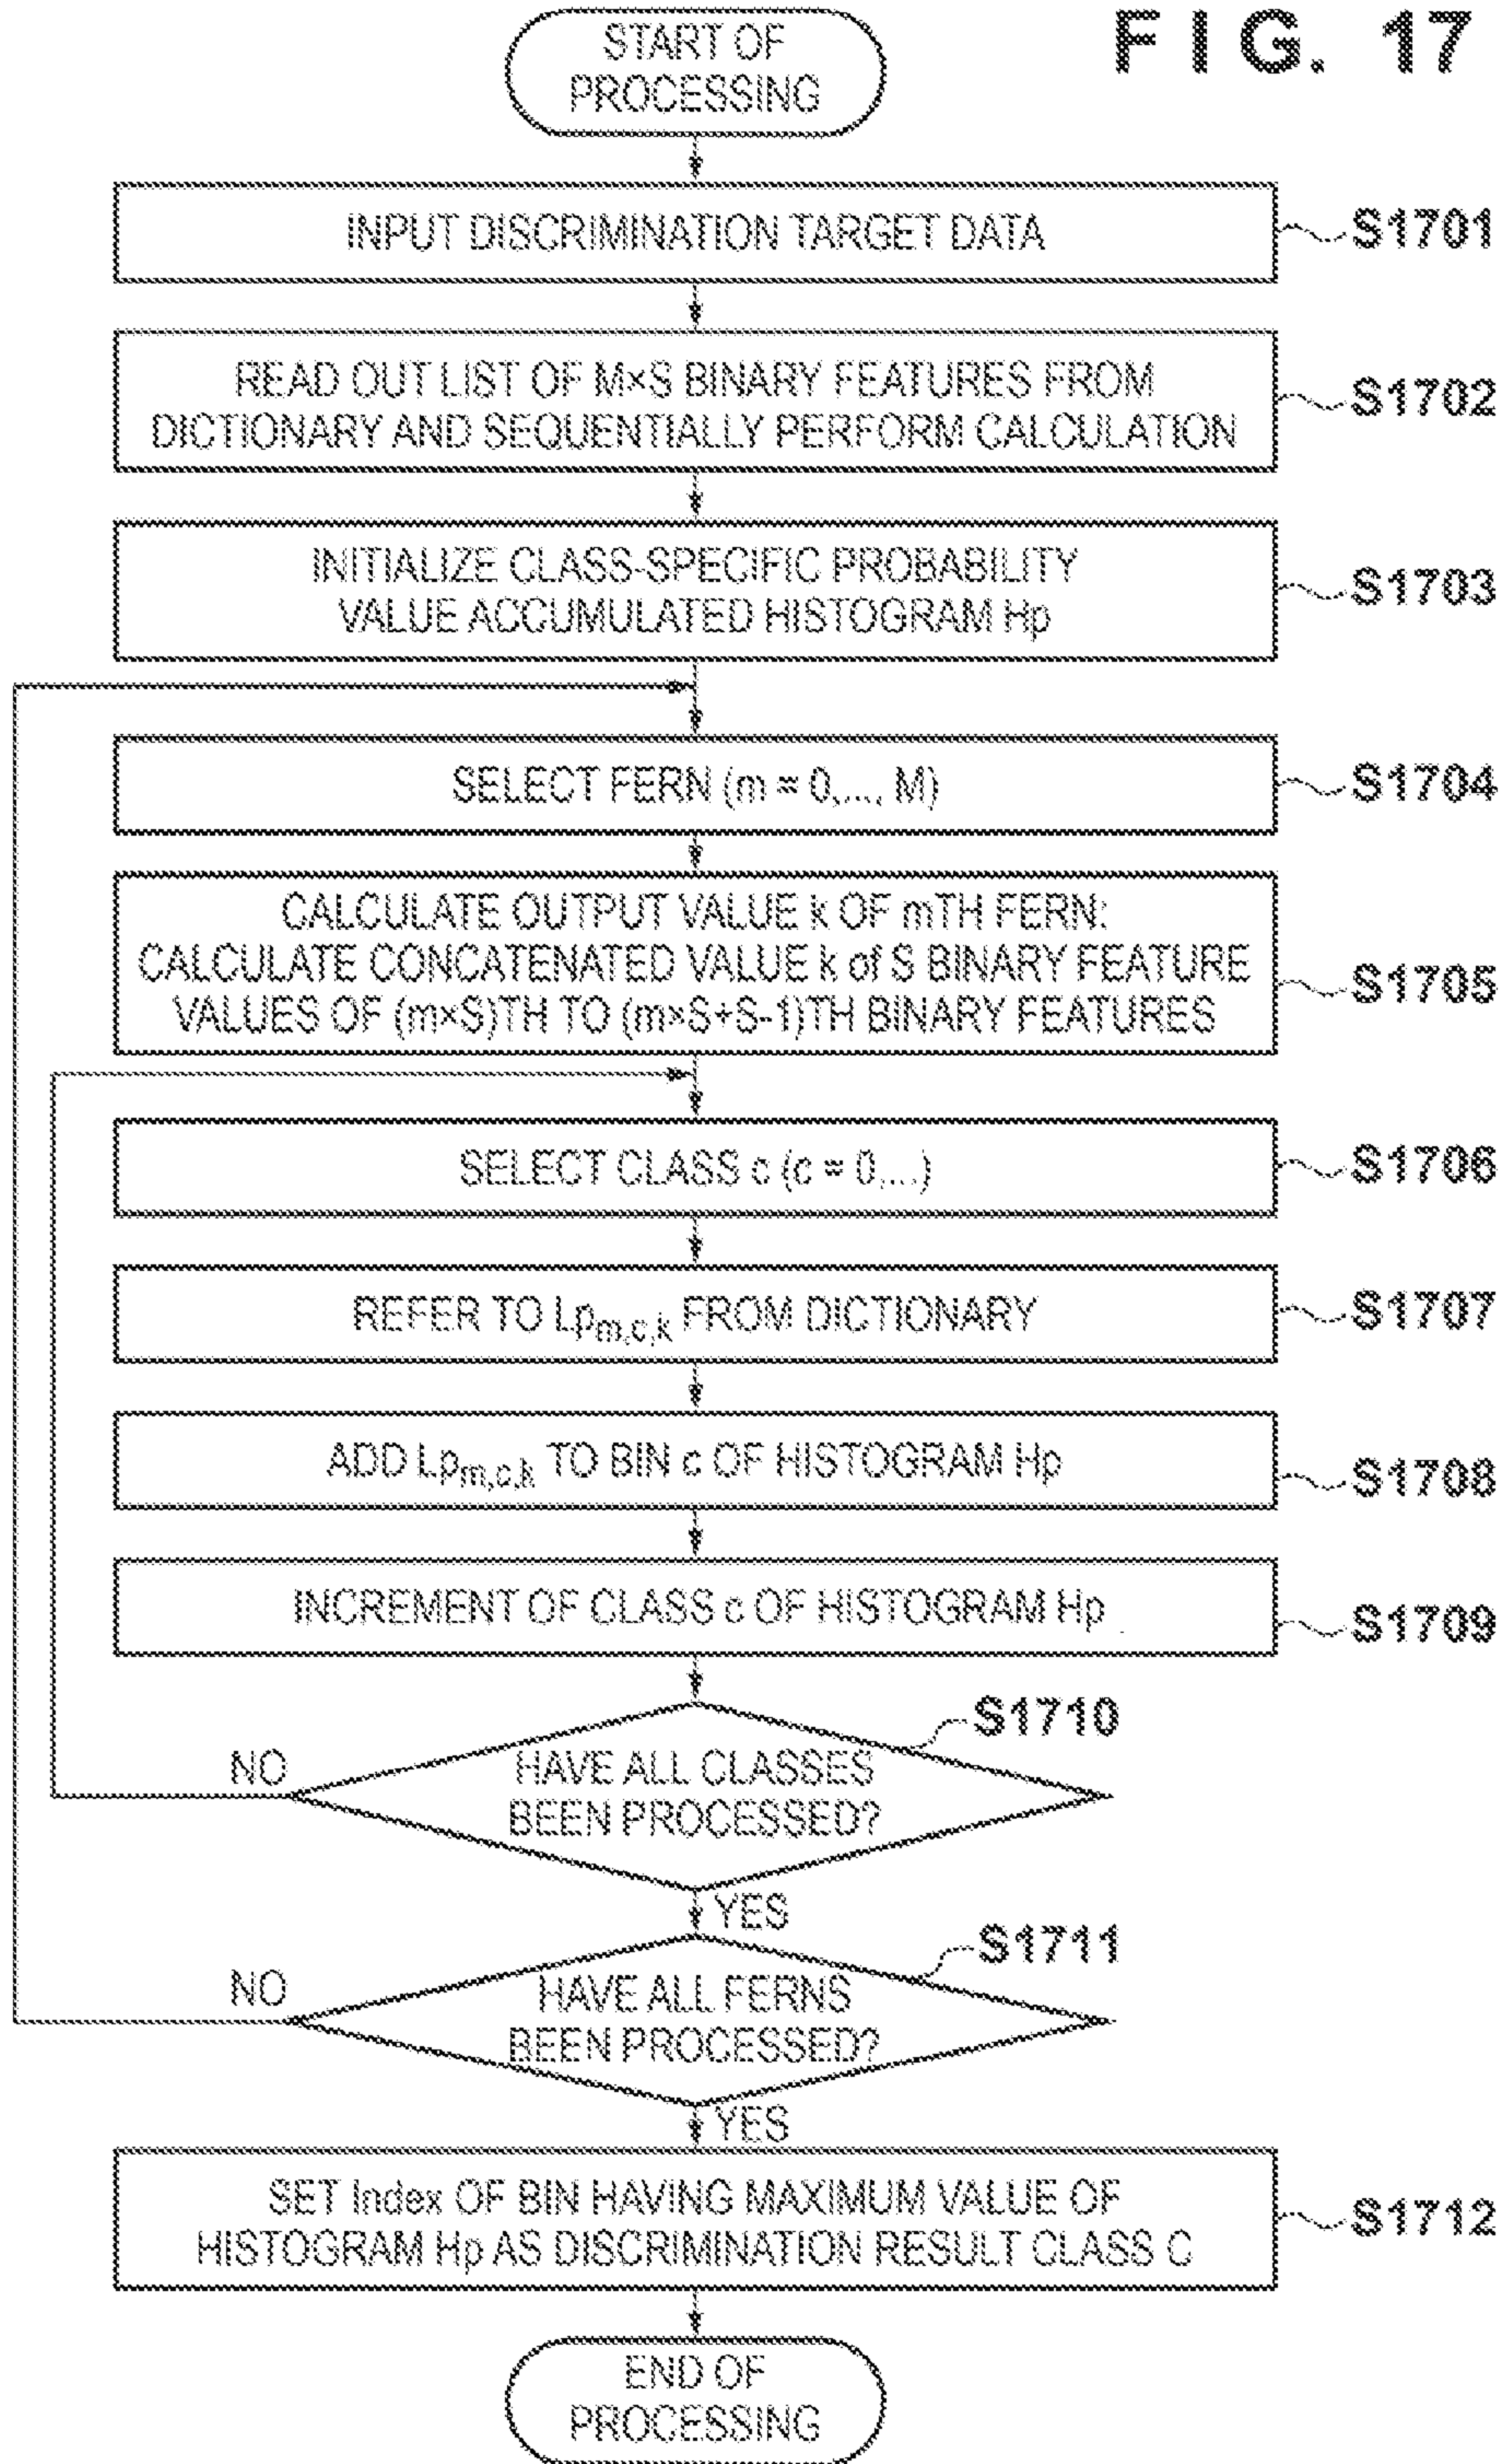 FIG. 17
START OF
PROCESSING
INPUT DISCRIMINATION TARGET DATA
S1701
READ OUT LIST OF M×S BINARY FEATURES FROM
DICTIONARY AND SEQUENTIALLY PERFORM CALCULATION
S1702
INITIALIZE CLASS-SPECIFIC PROBABILITY
VALUE ACCUMULATED HISTOGRAM Hp
S1703
SELECT FERN (m = 0,..., M)
S1704
CALCULATE OUTPUT VALUE k OF mTH FERN:
CALCULATE CONCATENATED VALUE k of S BINARY FEATURE
VALUES OF (m×S)TH TO (m×S+S-1)TH BINARY FEATURES
S1705
SELECT CLASS c (c = 0,...)
S1706
REFER TO Lpm,c,k FROM DICTIONARY
S1707
ADD Lpm,c,k TO BIN c OF HISTOGRAM Hp
S1708
INCREMENT OF CLASS c OF HISTOGRAM Hp
S1709
S1710
HAVE ALL CLASSES
BEEN PROCESSED?
NO
YES
S1711
HAVE ALL FERNS
BEEN PROCESSED?
NO
YES
SET Index OF BIN HAVING MAXIMUM VALUE OF
HISTOGRAM Hp AS DISCRIMINATION RESULT CLASS C
S1712
END OF
PROCESSING